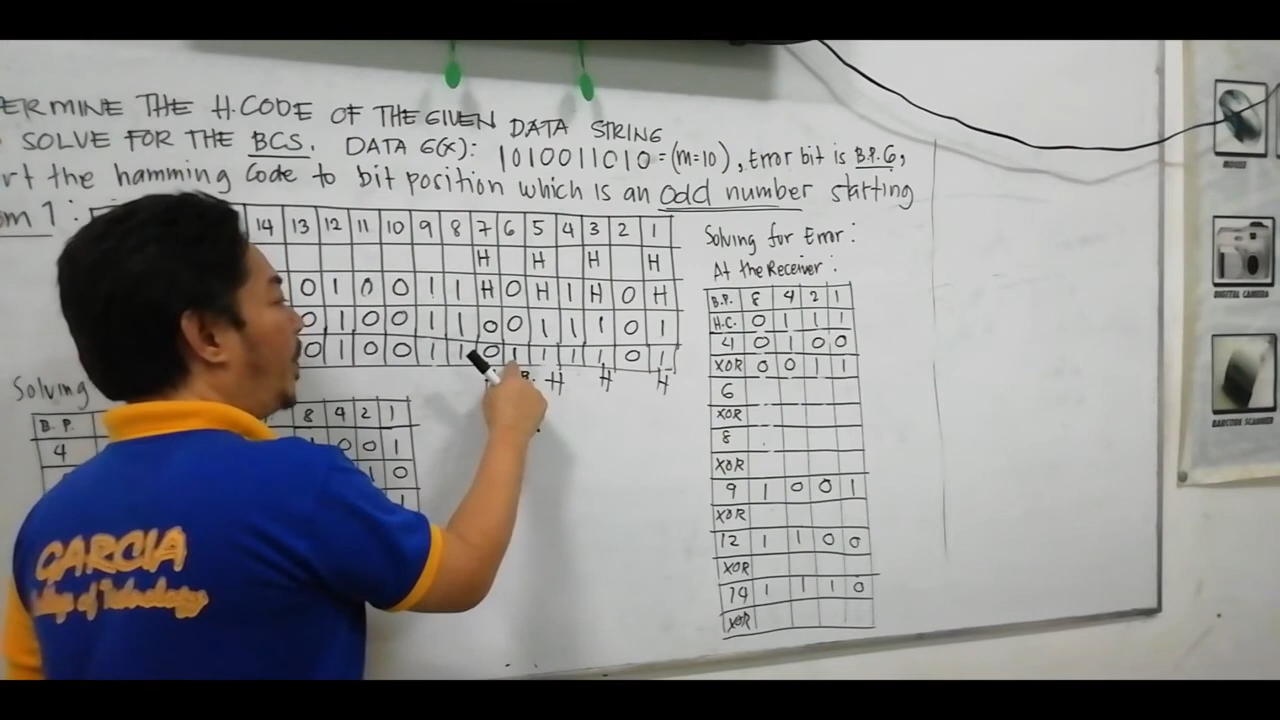 ERMINE THE H.CODE OF THE GIVEN DATA STRING
SOLVE FOR THE BCS. DATA G(X): 1010011010 = (m=10), Error bit is B.P.6,
rt the hamming code to bit position which is an odd number starting
om 1:
14 13 12 11 10 9 8 7 6 5 4 3 2 1
H H H H
0 1 0 0 1 1 H 0 H 1 H 0 H
0 1 0 0 1 1 0 0 1 1 1 0 1
0 1 0 0 1 1 0 1 1 1 1 0 1
H H H
Solving for Error:
At the Receiver:
B.P. 8 4 2 1
H.C. 0 1 1 1
4 0 1 0 0
XOR 0 0 1 1
6
XOR
8
XOR
9 1 0 0 1
XOR
12 1 1 0 0
XOR
14 1 1 1 0
XOR
Solving
B.P. 8 4 2 1
4 0 0 1
1 0
GARCIA
College of Technology
MOUSE
DIGITAL CAMERA
BARCODE SCANNER